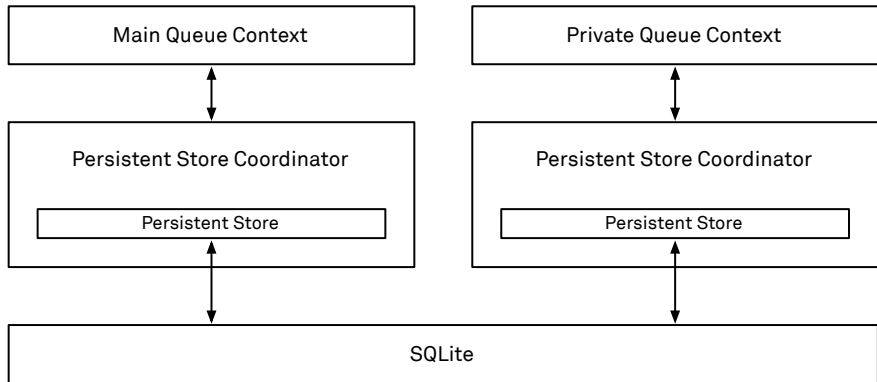 Main Queue Context
Private Queue Context
Persistent Store Coordinator
Persistent Store Coordinator
Persistent Store
Persistent Store
SQLite